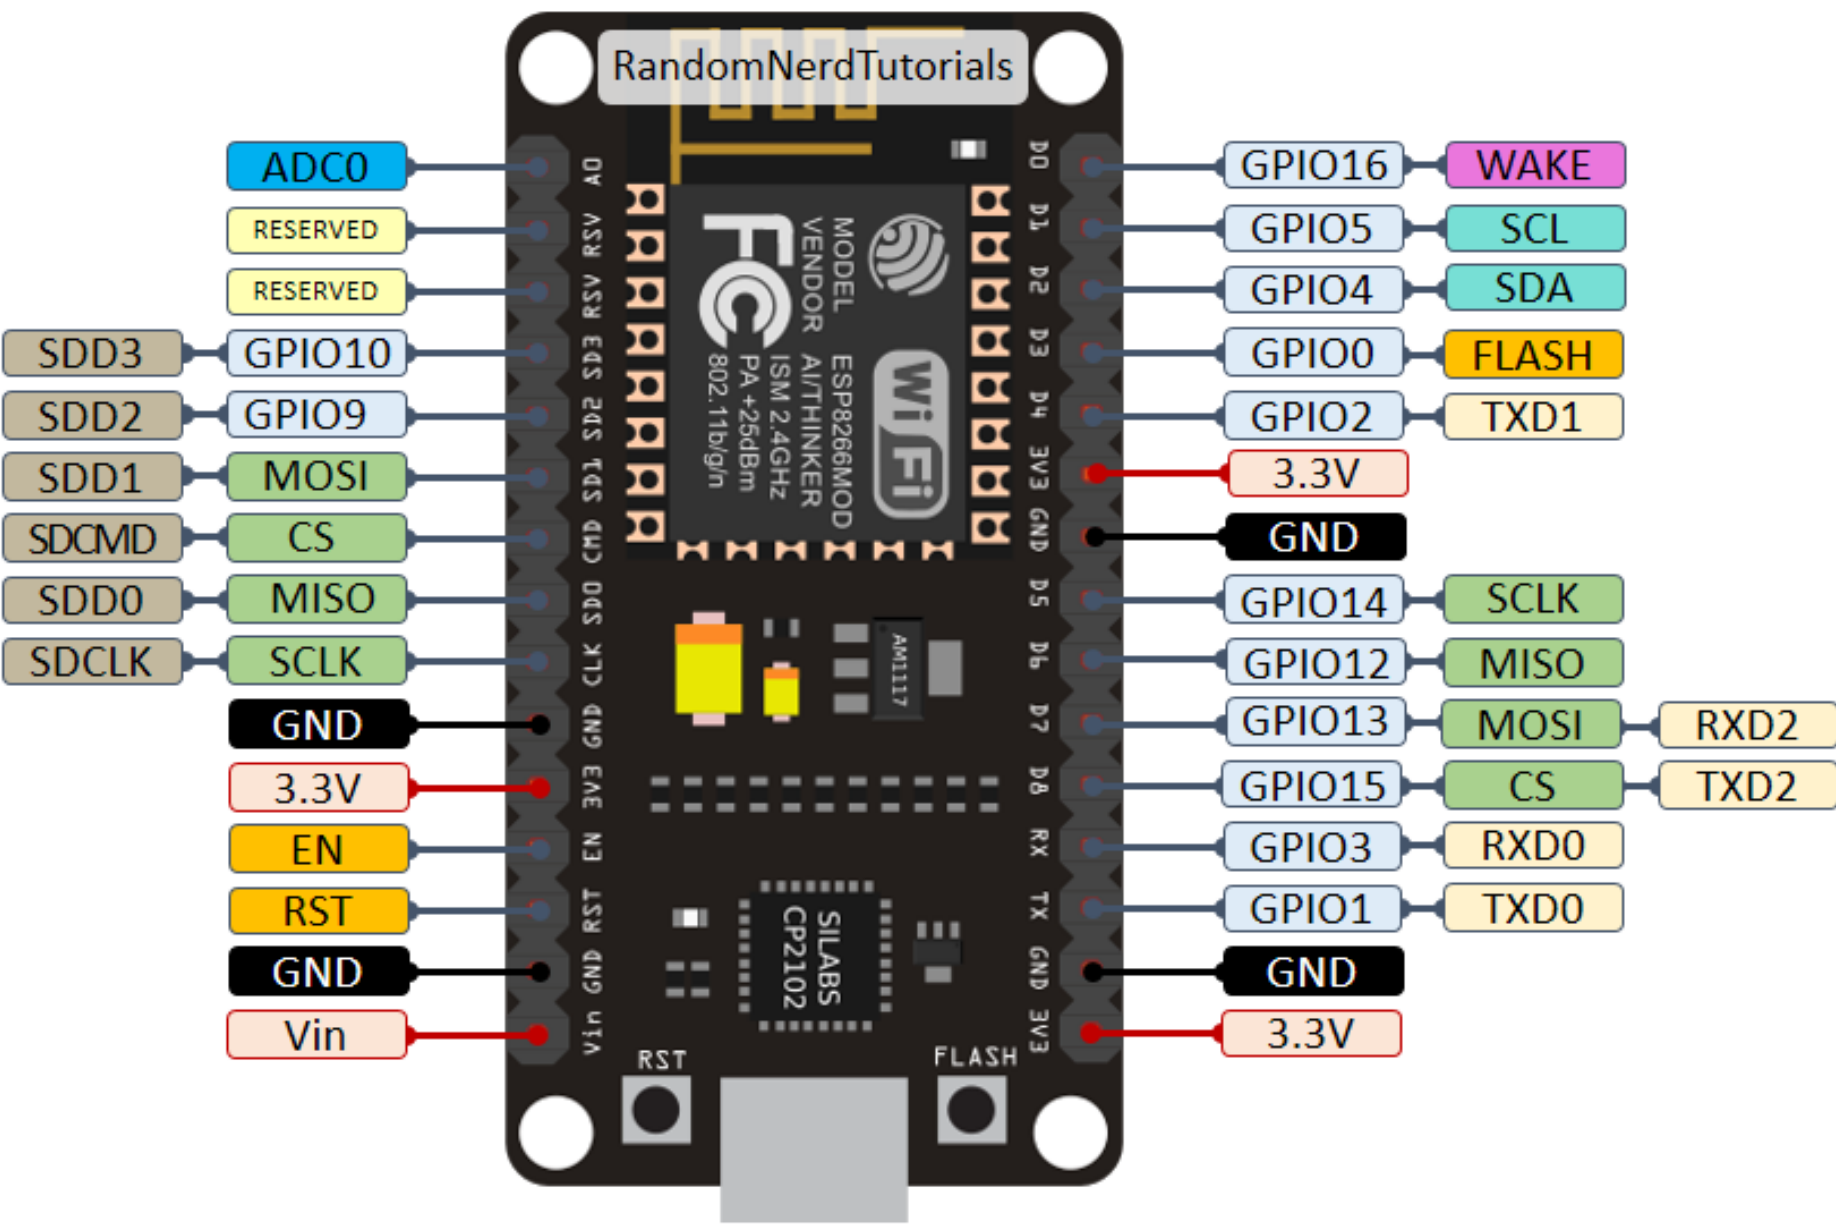 RandomNerdTutorials
ADC0
RESERVED
RESERVED
SDD3 GPIO10
SDD2 GPIO9
SDD1 MOSI
SDCMD CS
SDD0 MISO
SDCLK SCLK
GND
3.3V
EN
RST
GND
Vin
A0
RSV
RSV
SD3
SD2
SD1
CMD
SD0
CLK
GND
3V3
EN
RST
GND
Vin
MODEL ESP8266MOD
VENDOR AI/THINKER
ISM 2.4GHz
PA +25dBm
802.11b/g/n
FC
Wi Fi
AM1117
SILABS
CP2102
RST
FLASH
D0
D1
D2
D3
D4
3V3
GND
D5
D6
D7
D8
RX
TX
GND
3V3
GPIO16 WAKE
GPIO5 SCL
GPIO4 SDA
GPIO0 FLASH
GPIO2 TXD1
3.3V
GND
GPIO14 SCLK
GPIO12 MISO
GPIO13 MOSI RXD2
GPIO15 CS TXD2
GPIO3 RXD0
GPIO1 TXD0
GND
3.3V